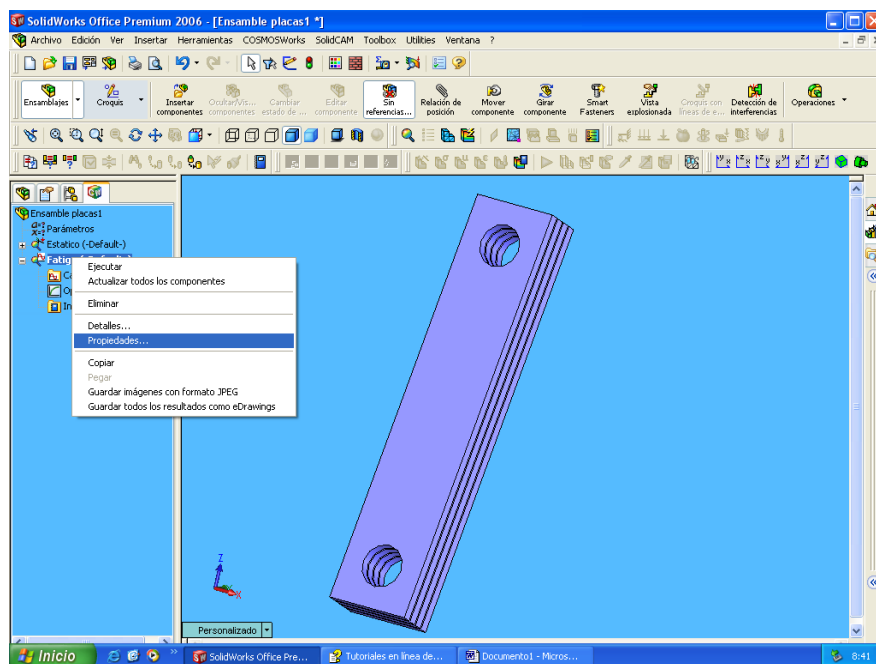 SolidWorks Office Premium 2006 - [Ensamble placas1 *]
Archivo Edición Ver Insertar Herramientas COSMOSWorks SolidCAM Toolbox Utilities Ventana ?
Ensamblajes
Croquis
Insertar componentes
Ocultar/Vis... componentes
Cambiar estado de ...
Editar componente
Sin referencias...
Relación de posición
Mover componente
Girar componente
Smart Fasteners
Vista explosionada
Croquis con líneas de e...
Detección de interferencias
Operaciones
Ensamble placas1
Parámetros
Estatico (-Default-)
Ejecutar
Actualizar todos los componentes
Eliminar
Detalles...
Propiedades...
Copiar
Pegar
Guardar imágenes con formato JPEG
Guardar todos los resultados como eDrawings
Z
X
Personalizado
Inicio
SolidWorks Office Pre...
Tutoriales en línea de...
Documento1 - Micros...
8:41